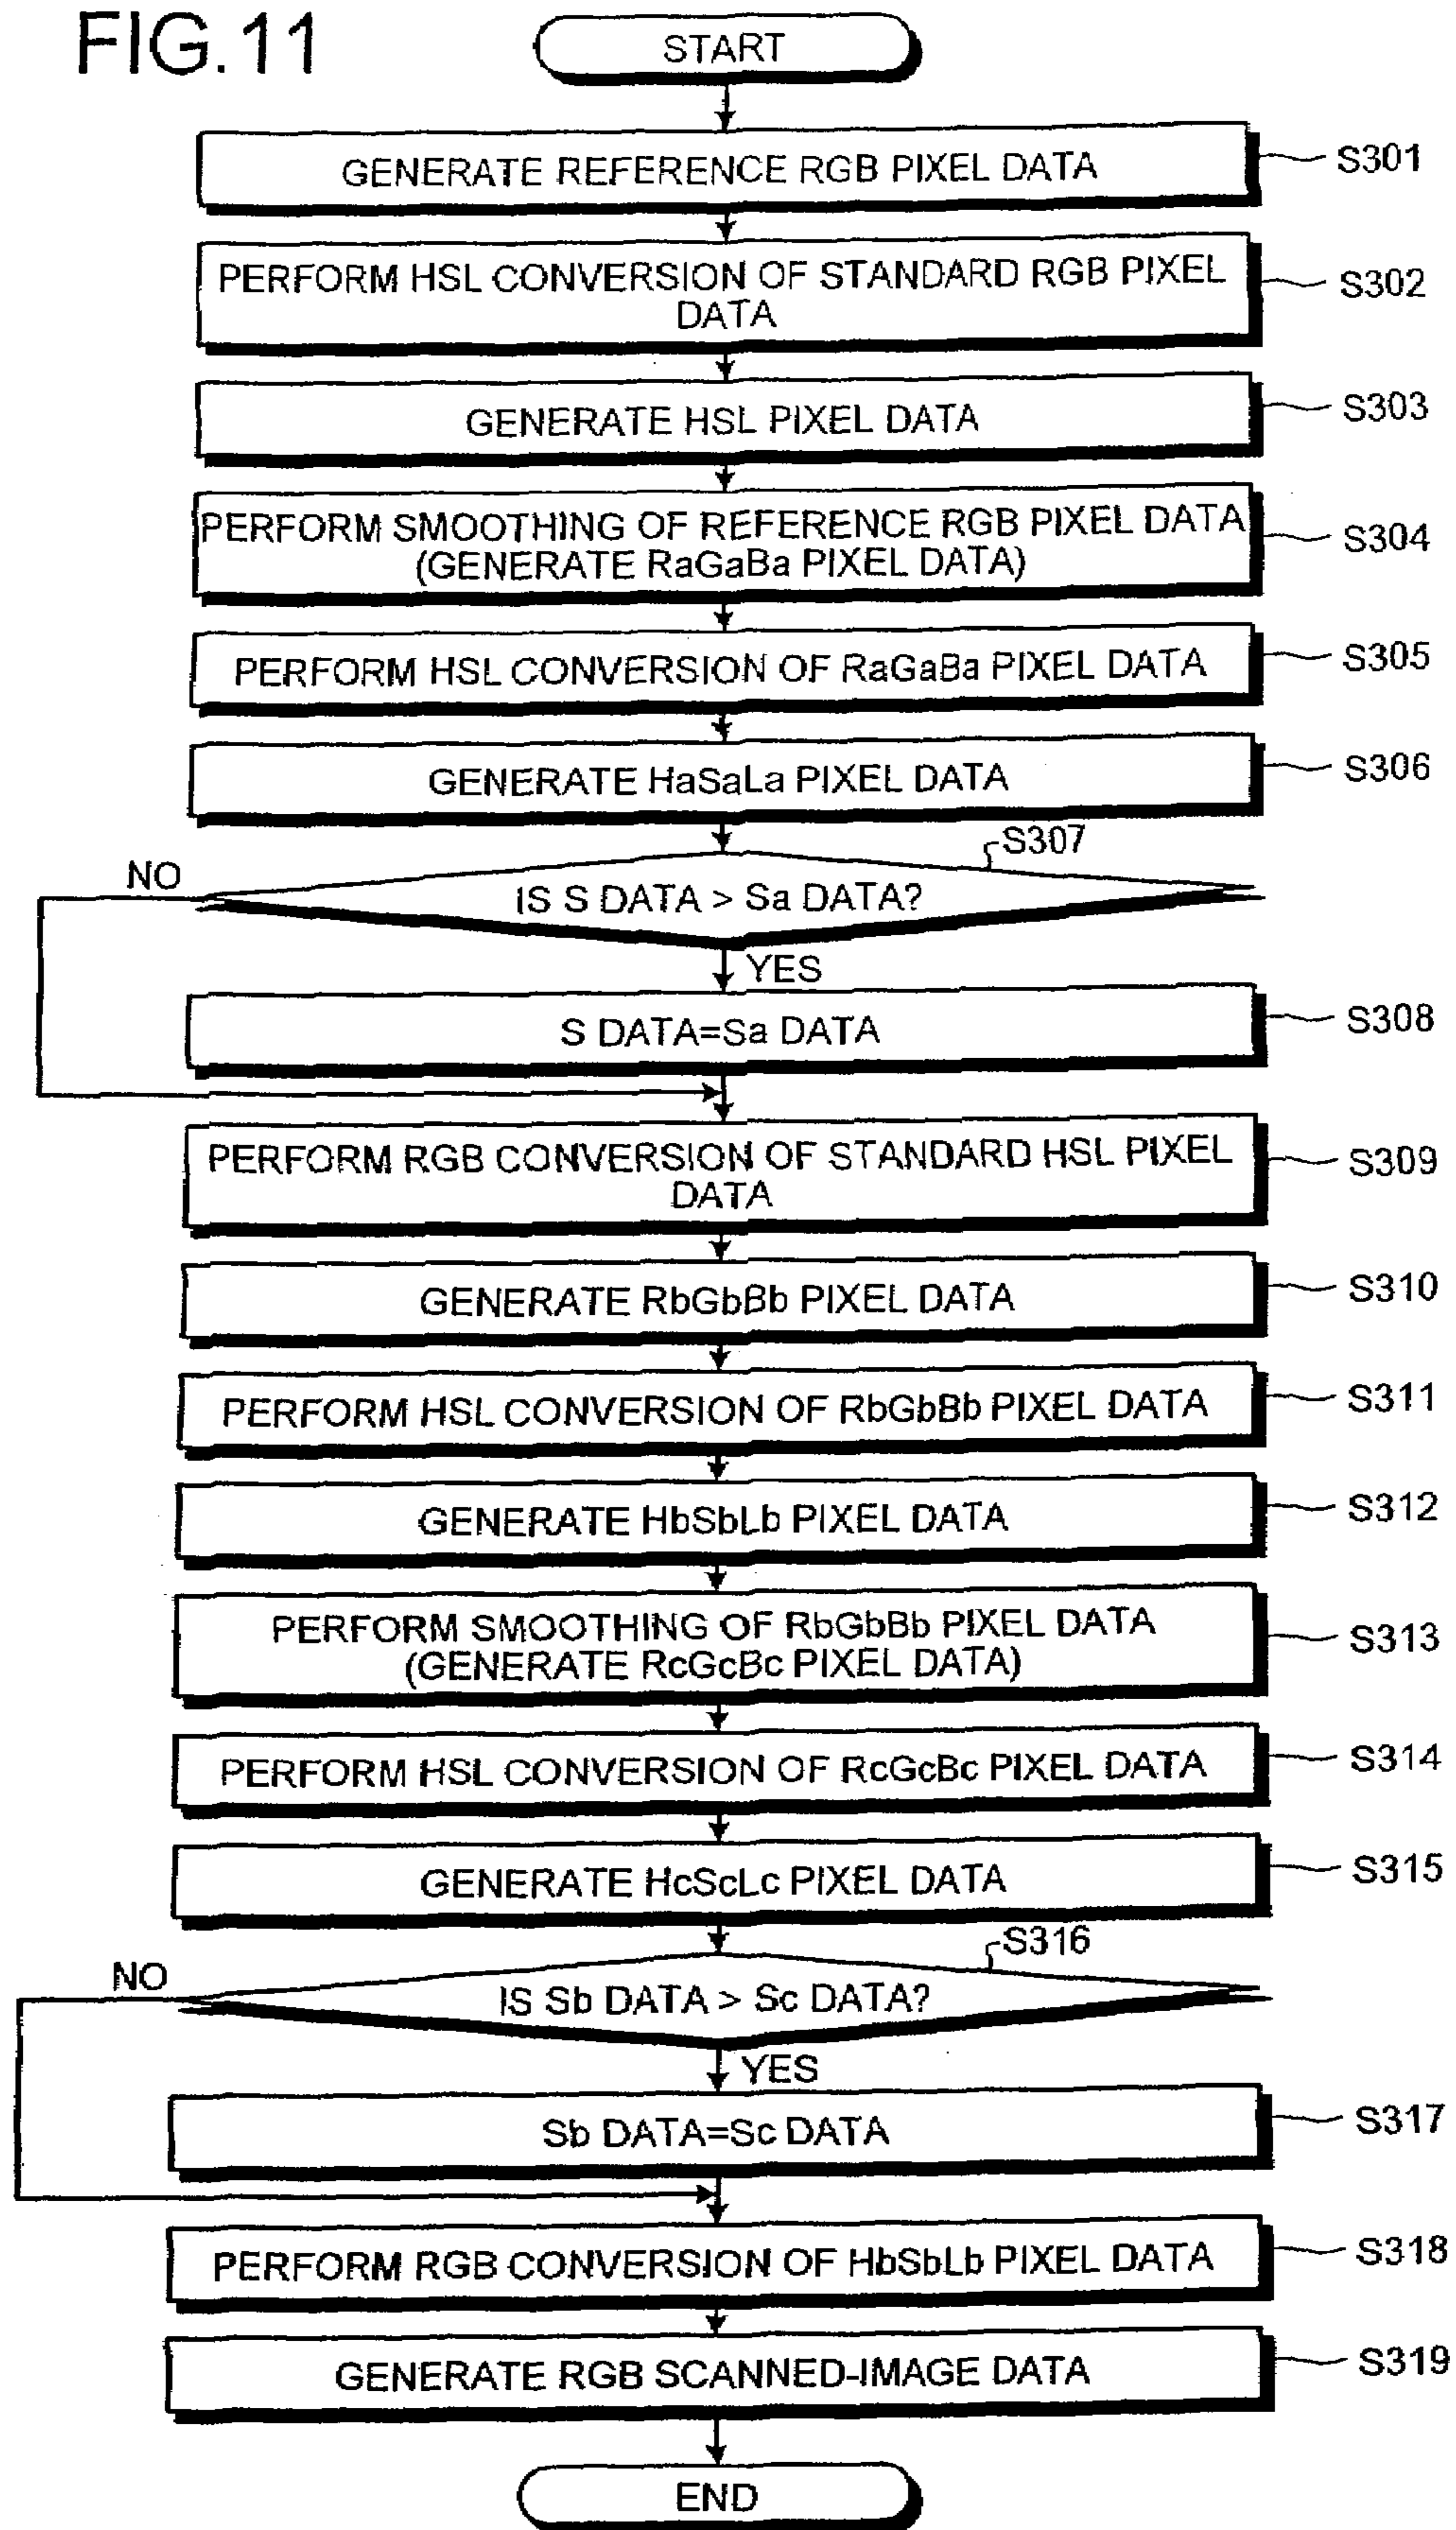 FIG.11
START
GENERATE REFERENCE RGB PIXEL DATA
S301
PERFORM HSL CONVERSION OF STANDARD RGB PIXEL
DATA
S302
GENERATE HSL PIXEL DATA
S303
PERFORM SMOOTHING OF REFERENCE RGB PIXEL DATA
(GENERATE RaGaBa PIXEL DATA)
S304
PERFORM HSL CONVERSION OF RaGaBa PIXEL DATA
S305
GENERATE HaSaLa PIXEL DATA
S306
S307
NO
IS S DATA > Sa DATA?
YES
S DATA=Sa DATA
S308
PERFORM RGB CONVERSION OF STANDARD HSL PIXEL
DATA
S309
GENERATE RbGbBb PIXEL DATA
S310
PERFORM HSL CONVERSION OF RbGbBb PIXEL DATA
S311
GENERATE HbSbLb PIXEL DATA
S312
PERFORM SMOOTHING OF RbGbBb PIXEL DATA
(GENERATE RcGcBc PIXEL DATA)
S313
PERFORM HSL CONVERSION OF RcGcBc PIXEL DATA
S314
GENERATE HcScLc PIXEL DATA
S315
S316
NO
IS Sb DATA > Sc DATA?
YES
Sb DATA=Sc DATA
S317
PERFORM RGB CONVERSION OF HbSbLb PIXEL DATA
S318
GENERATE RGB SCANNED-IMAGE DATA
S319
END